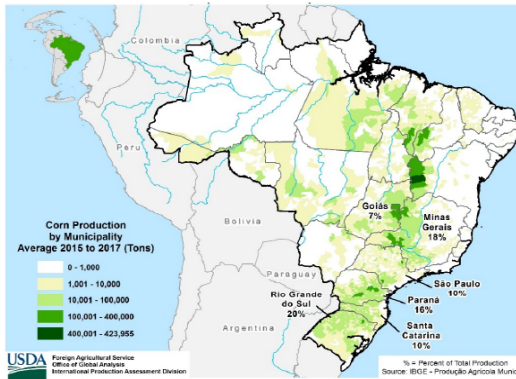 Colombia
Peru
Bolivia
Paraguay
Argentina
Goiás
7%
Minas
Gerais
18%
São Paulo
10%
Paraná
16%
Santa
Catarina
10%
Rio Grande
do Sul
20%
Corn Production
by Municipality
Average 2015 to 2017 (Tons)
0 - 1,000
1,001 - 10,000
10,001 - 100,000
100,001 - 400,000
400,001 - 423,955
USDA
Foreign Agricultural Service
Office of Global Analysis
International Production Assessment Division
% = Percent of Total Production
Source: IBGE - Produção Agrícola Munic